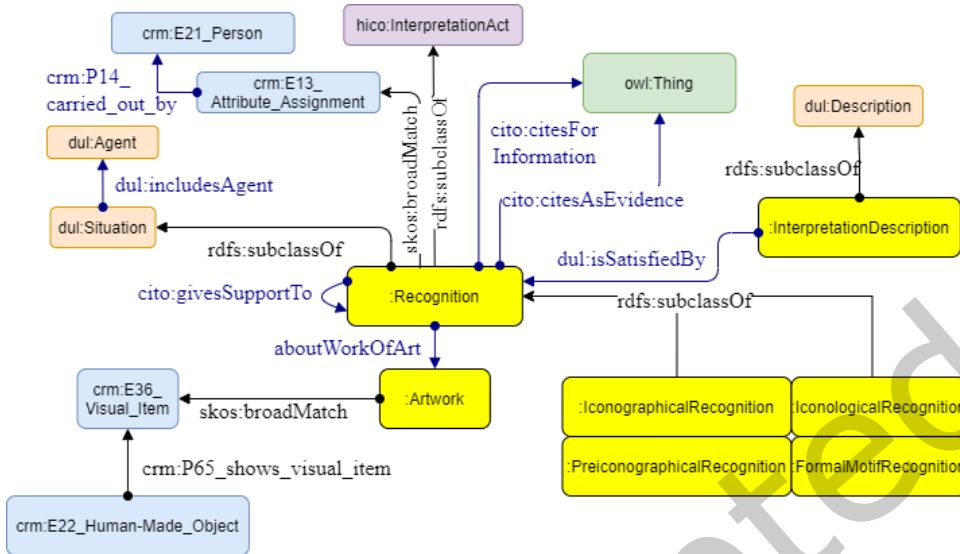 crm:E21_Person
hico:InterpretationAct
crm:P14_
carried_out_by
crm:E13_
Attribute_Assignment
owl:Thing
dul:Description
dul:Agent
cito:citesFor
Information
skos:broadMatch
rdfs:subclassOf
rdfs:subclassOf
dul:includesAgent
cito:citesAsEvidence
dul:Situation
:InterpretationDescription
rdfs:subclassOf
dul:isSatisfiedBy
cito:givesSupportTo
:Recognition
rdfs:subclassOf
aboutWorkOfArt
crm:E36_
Visual_Item
skos:broadMatch
:Artwork
:IconographicalRecognition
:IconologicalRecognition
:PreiconographicalRecognition
:FormalMotifRecognition
crm:P65_shows_visual_item
crm:E22_Human-Made_Object